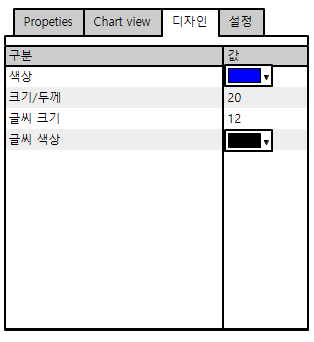 Propeties Chart view 디자인 설정
구분 값
색상
크기/두께 20
글씨 크기 12
글씨 색상